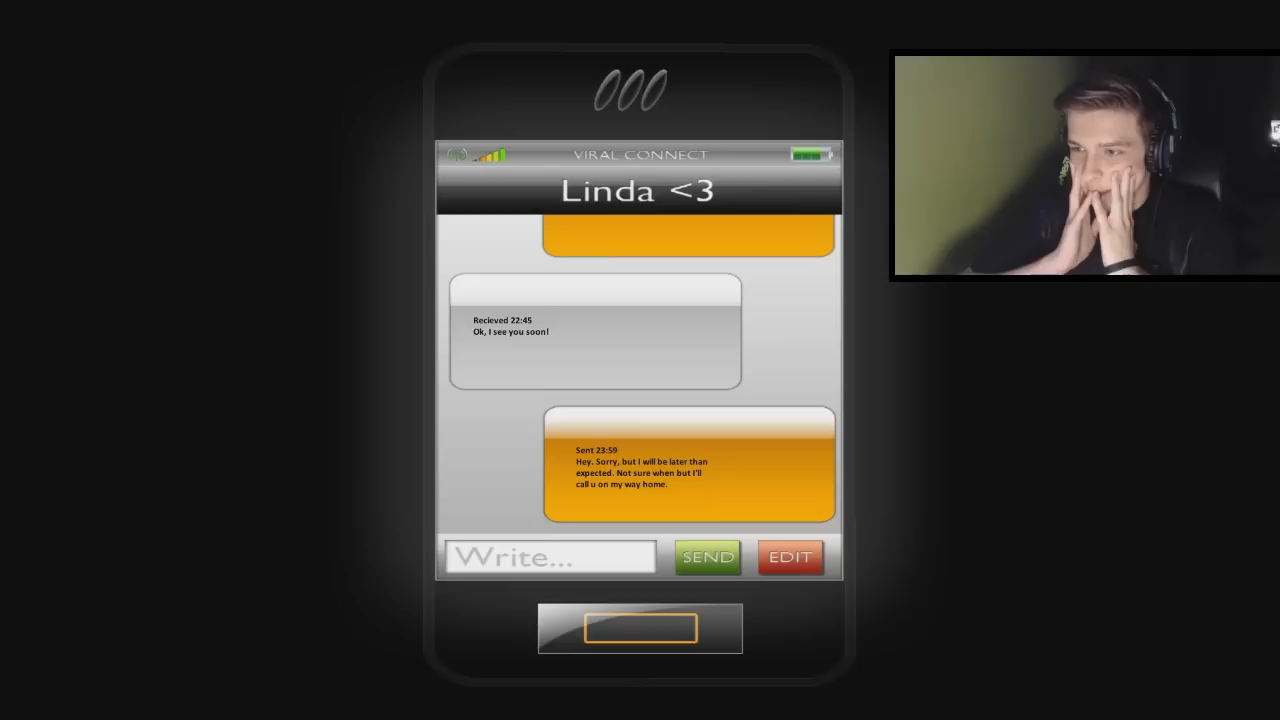 VIRAL CONNECT
Linda <3
Recieved 22:45
Ok, I see you soon!
Sent 23:59
Hey. Sorry, but I will be later than
expected. Not sure when but I'll
call u on my way home.
Write...
SEND
EDIT